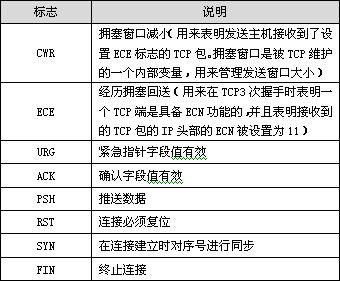 标志 说明
CWR
拥塞窗口减小（用来表明发送主机接收到了设
置 ECE 标志的 TCP 包。拥塞窗口是被 TCP 维护
的一个内部变量，用来管理发送窗口大小）
ECE
经历拥塞回送（用来在 TCP3 次握手时表明一
个 TCP 端是具备 ECN 功能的，并且表明接收到
的 TCP 包的 IP 头部的 ECN 被设置为 11）
URG 紧急指针字段值有效
ACK 确认字段值有效
PSH 推送数据
RST 连接必须复位
SYN 在连接建立时对序号进行同步
FIN 终止连接